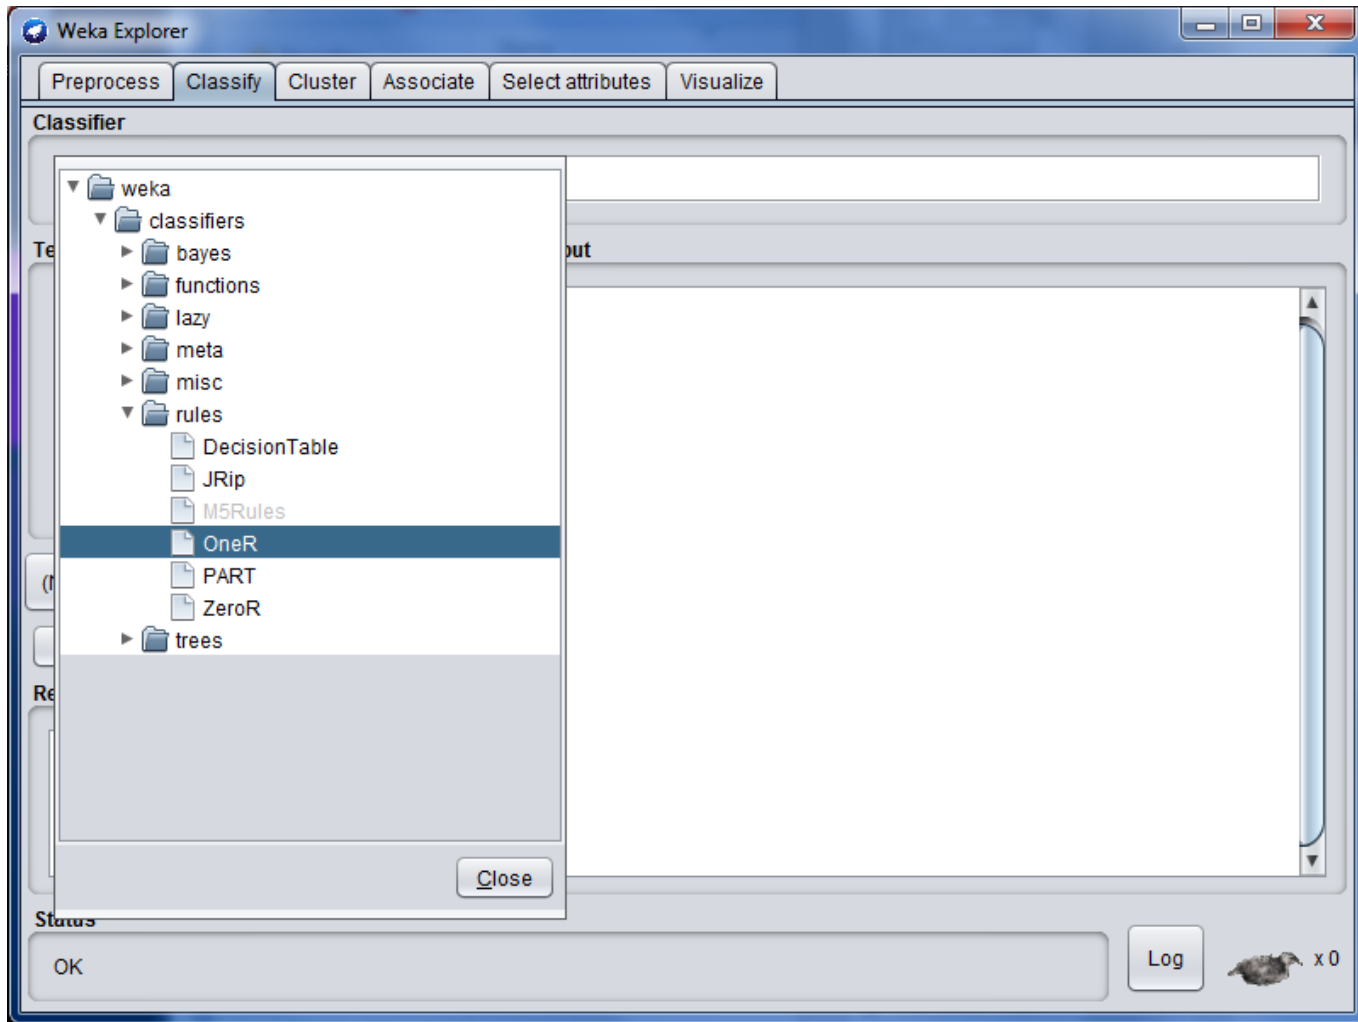 Weka Explorer
Preprocess Classify Cluster Associate Select attributes Visualize
Classifier
weka
classifiers
Te
bayes
put
functions
lazy
meta
misc
rules
DecisionTable
JRip
M5Rules
OneR
PART
ZeroR
trees
Re
Close
Status
OK
Log
x 0